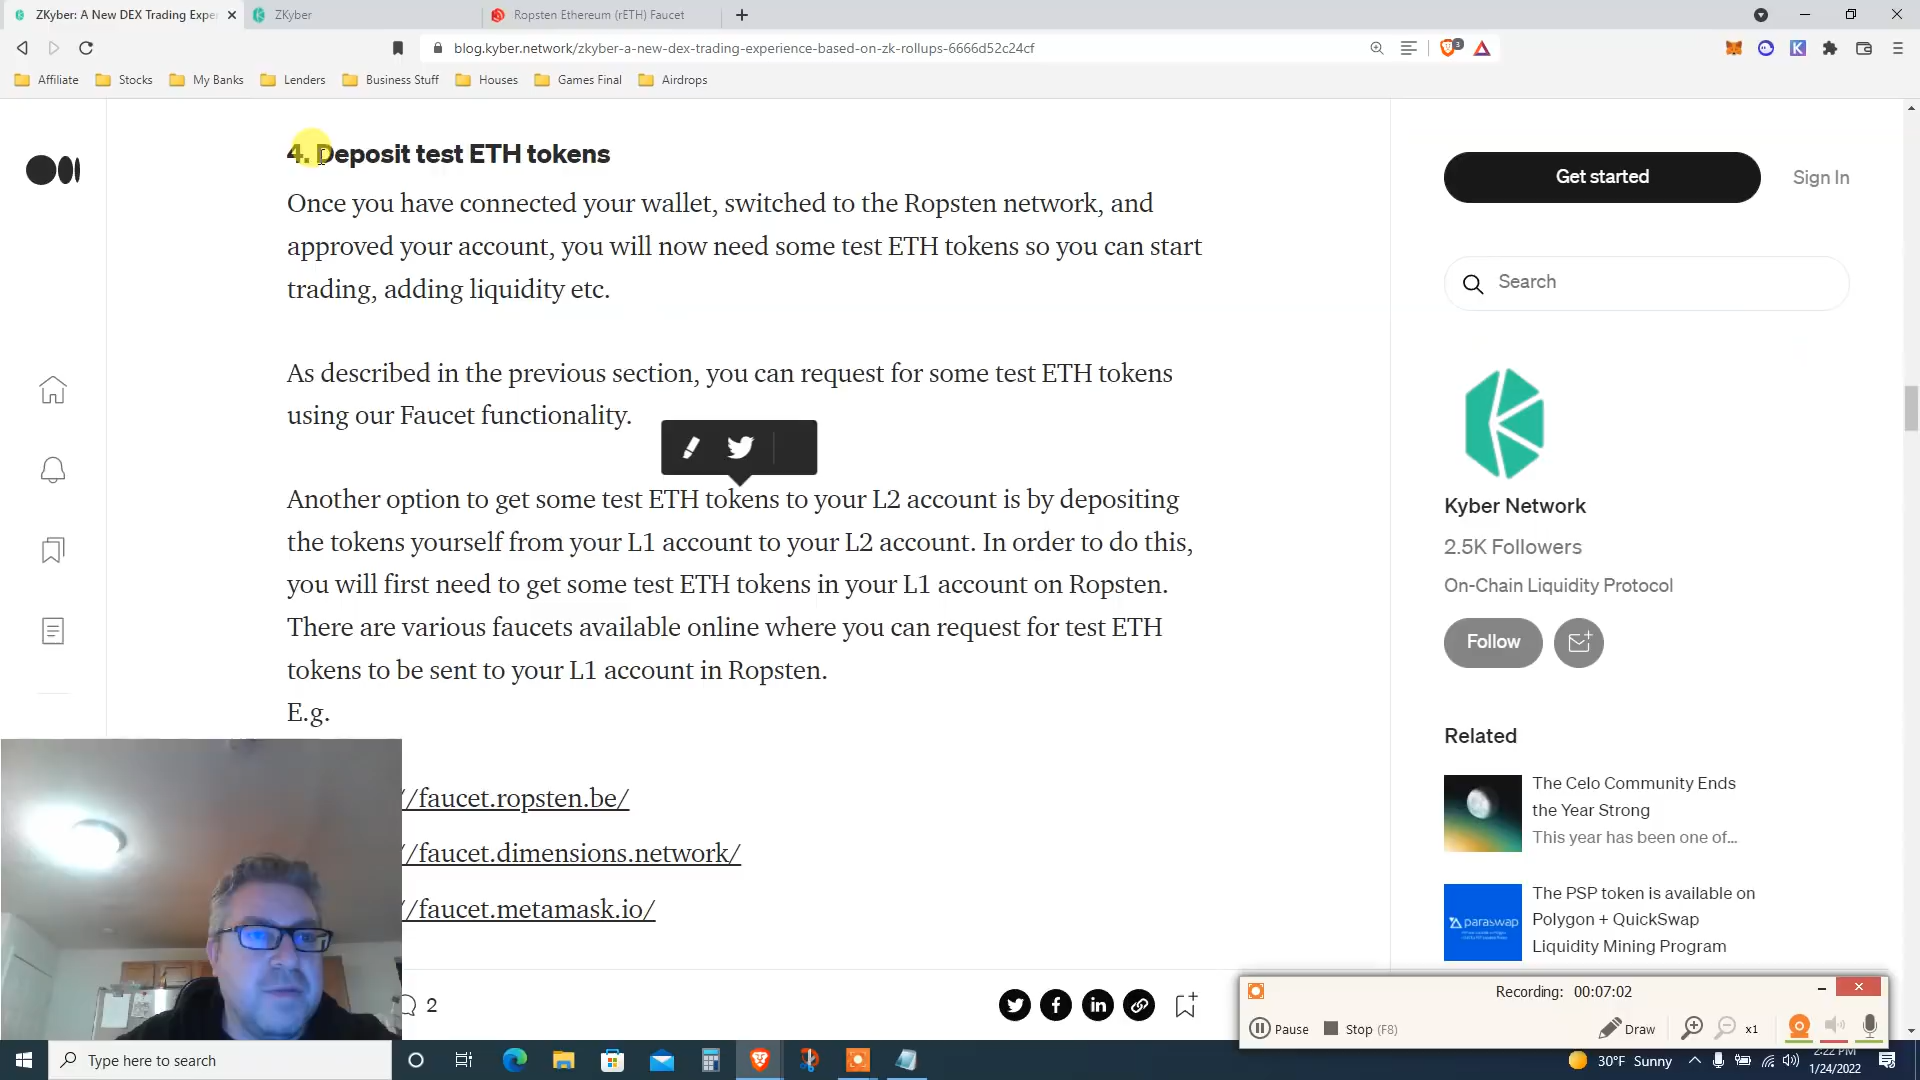 ZKyber: A New DEX Trading Expe
ZKyber
Ropsten Ethereum (rETH) Faucet
blog.kyber.network/zkyber-a-new-dex-trading-experience-based-on-zk-rollups-6666d52c24cf
3
Affiliate
Stocks
My Banks
Lenders
Business Stuff
Houses
Games Final
Airdrops
4. Deposit test ETH tokens
Once you have connected your wallet, switched to the Ropsten network, and
approved your account, you will now need some test ETH tokens so you can start
trading, adding liquidity etc.
As described in the previous section, you can request for some test ETH tokens
using our Faucet functionality.
Another option to get some test ETH tokens to your L2 account is by depositing
the tokens yourself from your L1 account to your L2 account. In order to do this,
you will first need to get some test ETH tokens in your L1 account on Ropsten.
There are various faucets available online where you can request for test ETH
tokens to be sent to your L1 account in Ropsten.
E.g.
//faucet.ropsten.be/
//faucet.dimensions.network/
//faucet.metamask.io/
2
Get started
Sign In
Search
Kyber Network
2.5K Followers
On-Chain Liquidity Protocol
Follow
Related
The Celo Community Ends
the Year Strong
This year has been one of...
paraswap
The PSP token is available on
Polygon + QuickSwap
Liquidity Mining Program
Recording: 00:07:02
Pause
Stop (F8)
Draw
x1
Type here to search
30°F Sunny
2:22 PM
1/24/2022